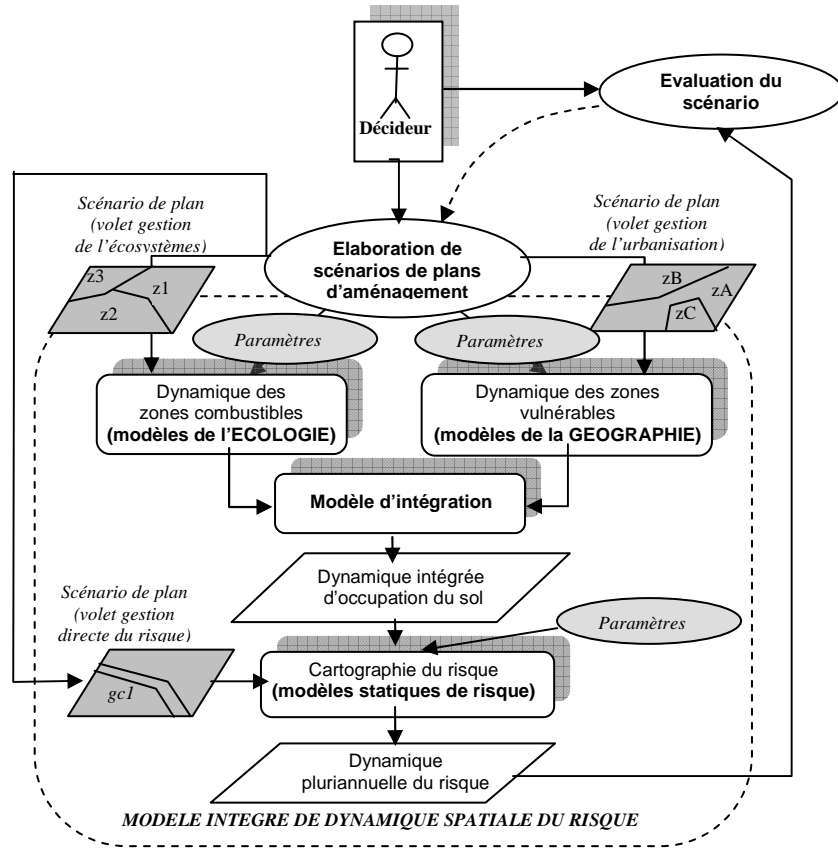 Décideur
Evaluation du
scénario
Scénario de plan
(volet gestion
de l'écosystèmes)
Elaboration de
scénarios de plans
d'aménagement
Scénario de plan
(volet gestion
de l'urbanisation)
z3
z1
z2
zB
zA
zC
Paramètres
Paramètres
Dynamique des
zones combustibles
(modèles de l'ECOLOGIE)
Dynamique des zones
vulnérables
(modèles de la GEOGRAPHIE)
Modèle d'intégration
Dynamique intégrée
d'occupation du sol
Scénario de plan
(volet gestion
directe du risque)
Paramètres
gc1
Cartographie du risque
(modèles statiques de risque)
Dynamique
pluriannuelle du risque
MODELE INTEGRE DE DYNAMIQUE SPATIALE DU RISQUE